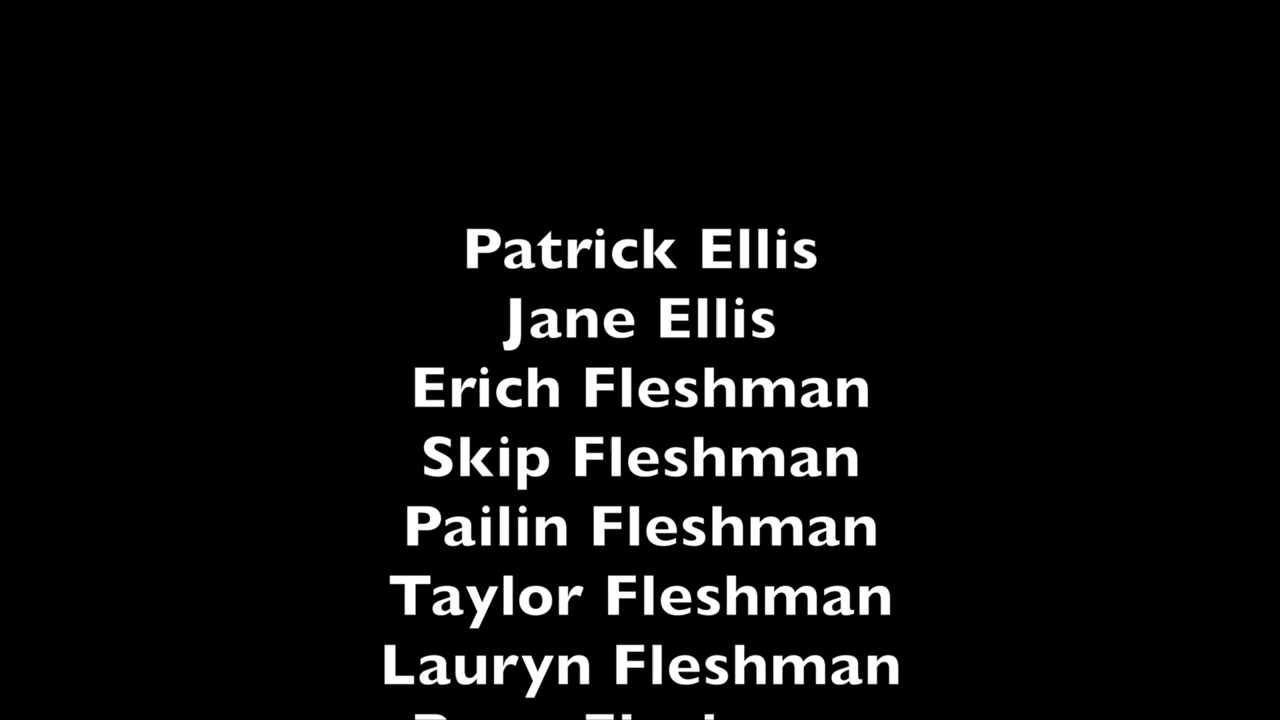 Patrick Ellis
Jane Ellis
Erich Fleshman
Skip Fleshman
Pailin Fleshman
Taylor Fleshman
Lauryn Fleshman